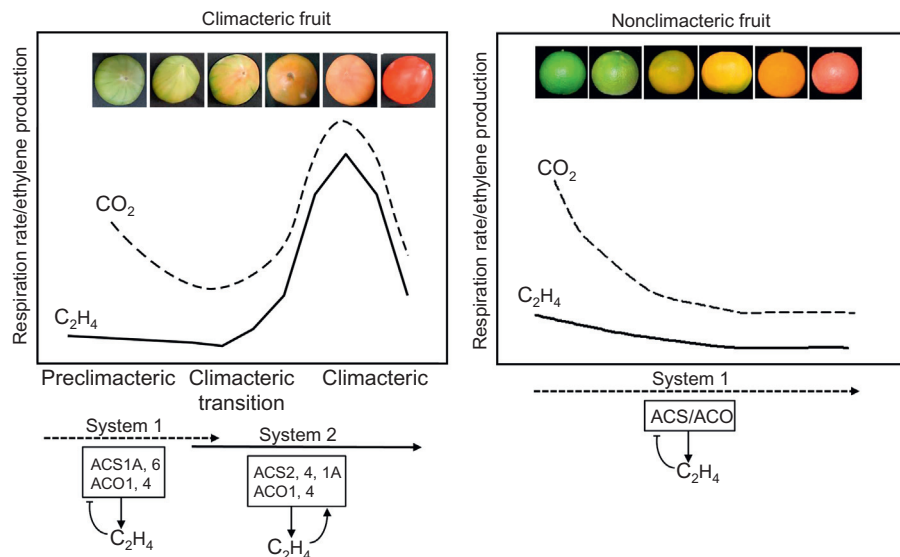 Climacteric fruit
Respiration rate/ethylene production
CO₂
C₂H₄
Preclimacteric
Climacteric transition
Climacteric
System 1
ACS1A, 6
ACO1, 4
C₂H₄
System 2
ACS2, 4, 1A
ACO1, 4
C₂H₄
Nonclimacteric fruit
Respiration rate/ethylene production
CO₂
C₂H₄
System 1
ACS/ACO
C₂H₄